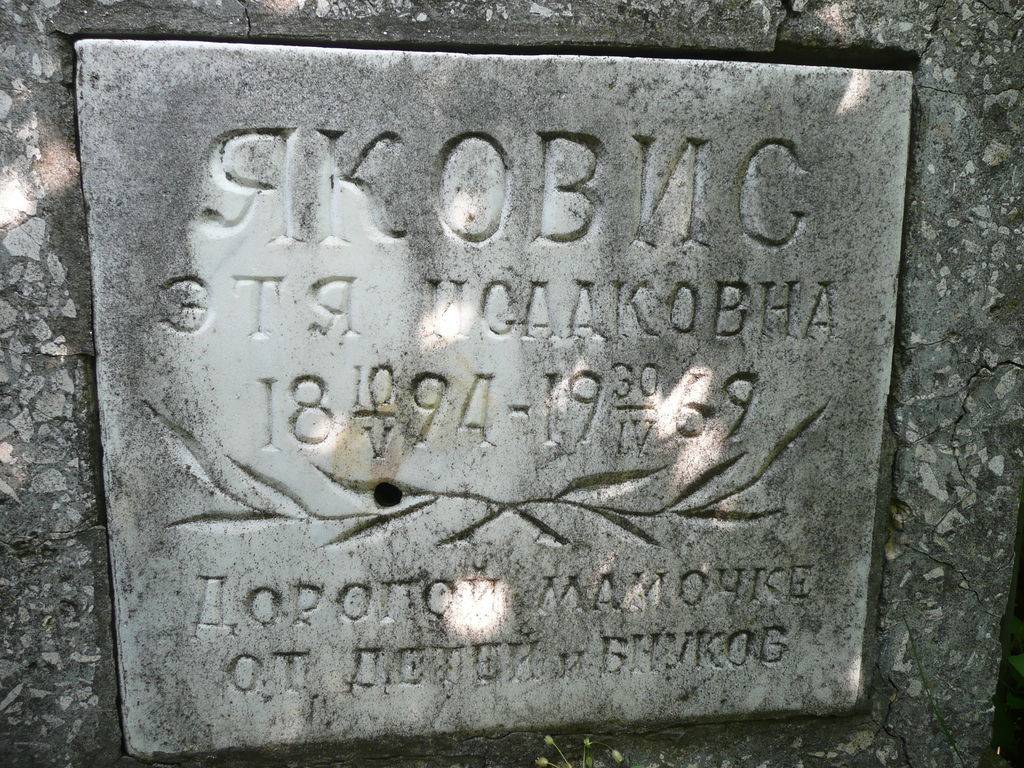 ЯКОВИС
ЭТЯ ИСААКОВНА
18 10/V 94 - 19 30/IV 69
ДОРОГОЙ МАМОЧКЕ
ОТ ДЕТЕЙ И ВНУКОВ